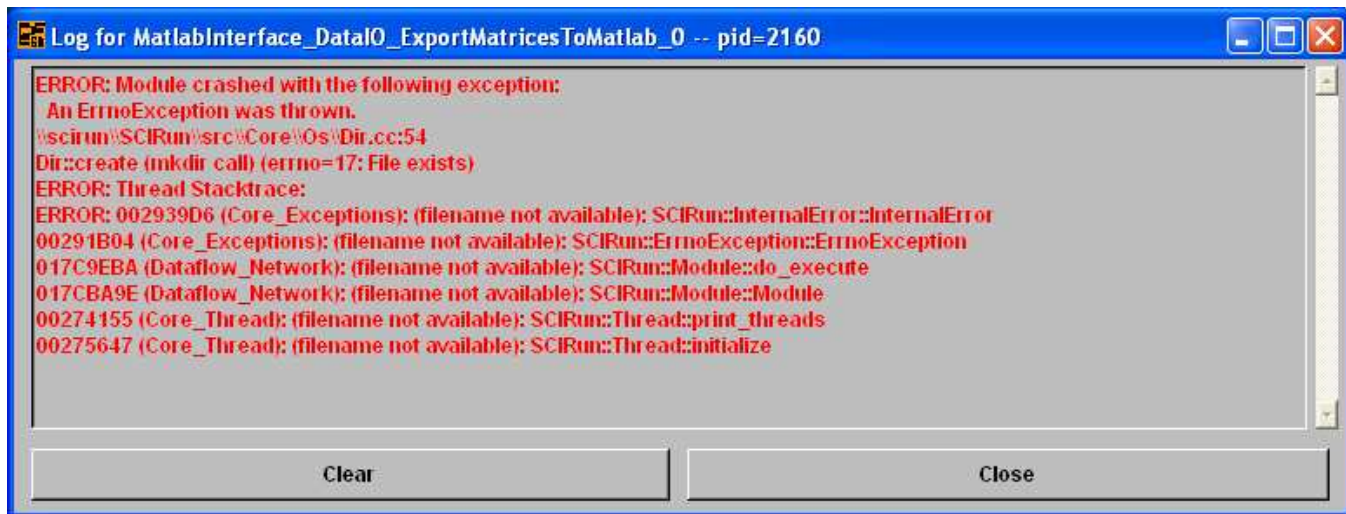 Log for MatlabInterface_DataIO_ExportMatricesToMatlab_0 -- pid=2160
ERROR: Module crashed with the following exception:
An ErrnoException was thrown.
\\scirun\\SCIRun\\src\\Core\\Os\\Dir.cc:54
Dir::create (mkdir call) (errno=17: File exists)
ERROR: Thread Stacktrace:
ERROR: 002939D6 (Core_Exceptions): (filename not available): SCIRun::InternalError::InternalError
00291B04 (Core_Exceptions): (filename not available): SCIRun::ErrnoException::ErrnoException
017C9EBA (Dataflow_Network): (filename not available): SCIRun::Module::do_execute
017CBA9E (Dataflow_Network): (filename not available): SCIRun::Module::Module
00274155 (Core_Thread): (filename not available): SCIRun::Thread::print_threads
00275647 (Core_Thread): (filename not available): SCIRun::Thread::initialize
Clear
Close